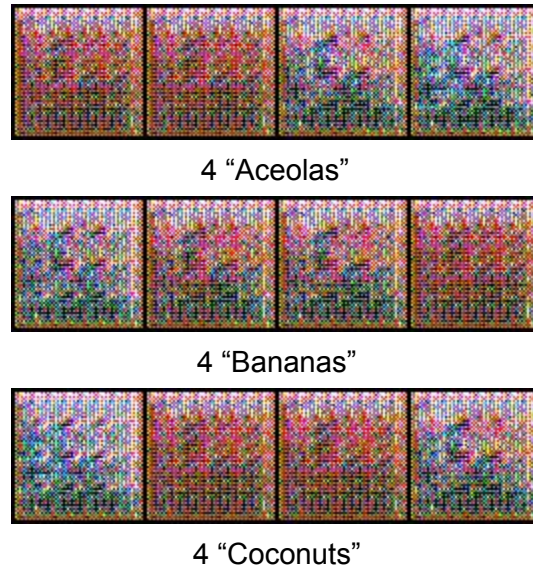 4 “Aceolas”
4 “Bananas”
4 “Coconuts”